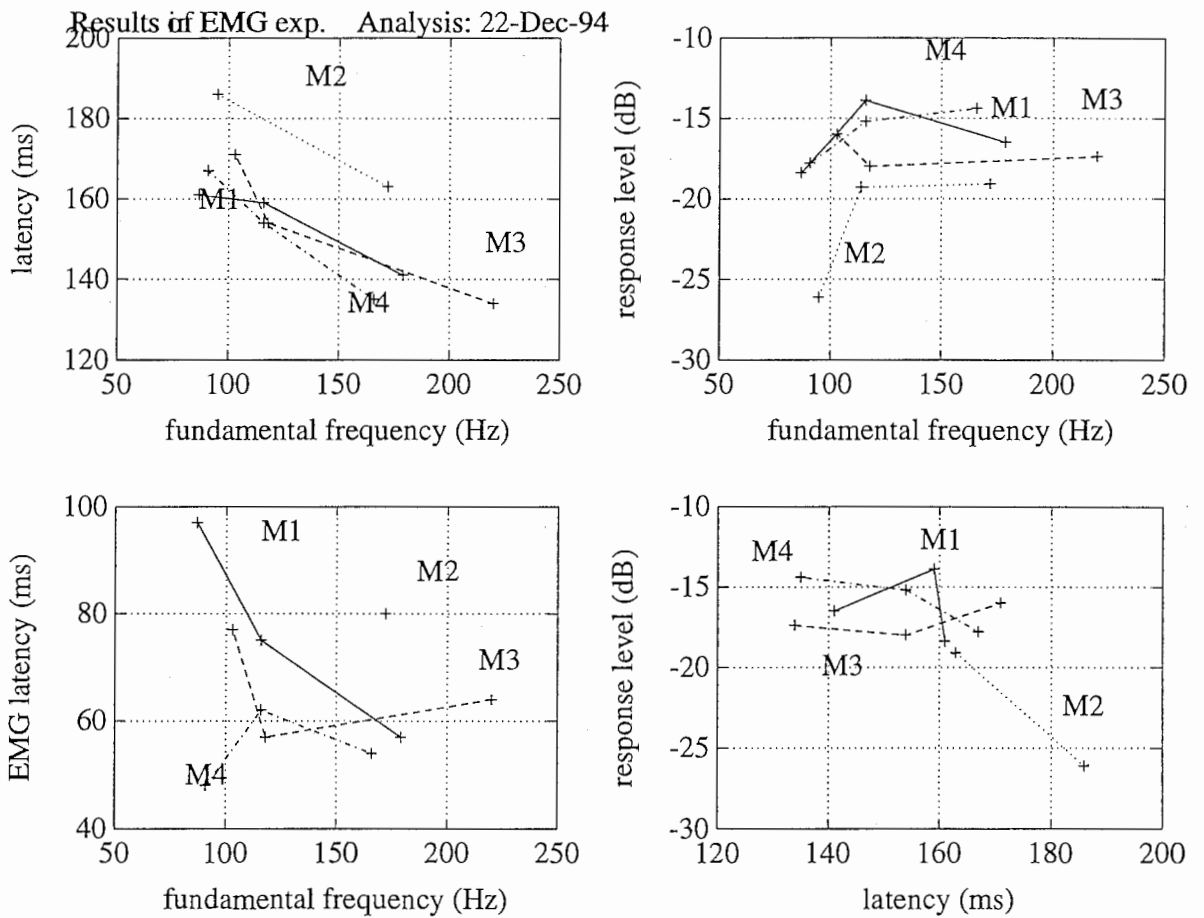 Results of EMG exp. Analysis: 22-Dec-94
200
180
160
140
120
latency (ms)
M2
M1
M3
M4
50 100 150 200 250
fundamental frequency (Hz)
-10
-15
-20
-25
-30
response level (dB)
M4
M1
M3
M2
50 100 150 200 250
fundamental frequency (Hz)
100
80
60
40
EMG latency (ms)
M1
M2
M3
M4
50 100 150 200 250
fundamental frequency (Hz)
-10
-15
-20
-25
-30
response level (dB)
M4
M1
M3
M2
120 140 160 180 200
latency (ms)